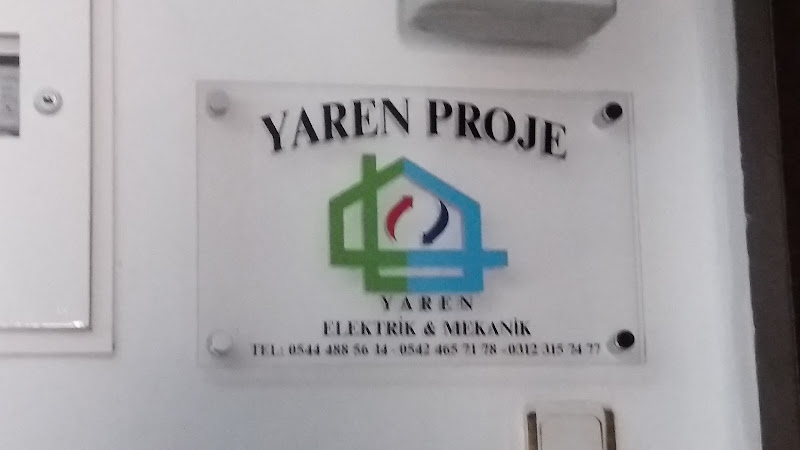 YAREN PROJE
YAREN
ELEKTRİK & MEKANİK
TEL: 0544 488 56 14 - 0542 465 71 78 - 0312 315 74 77